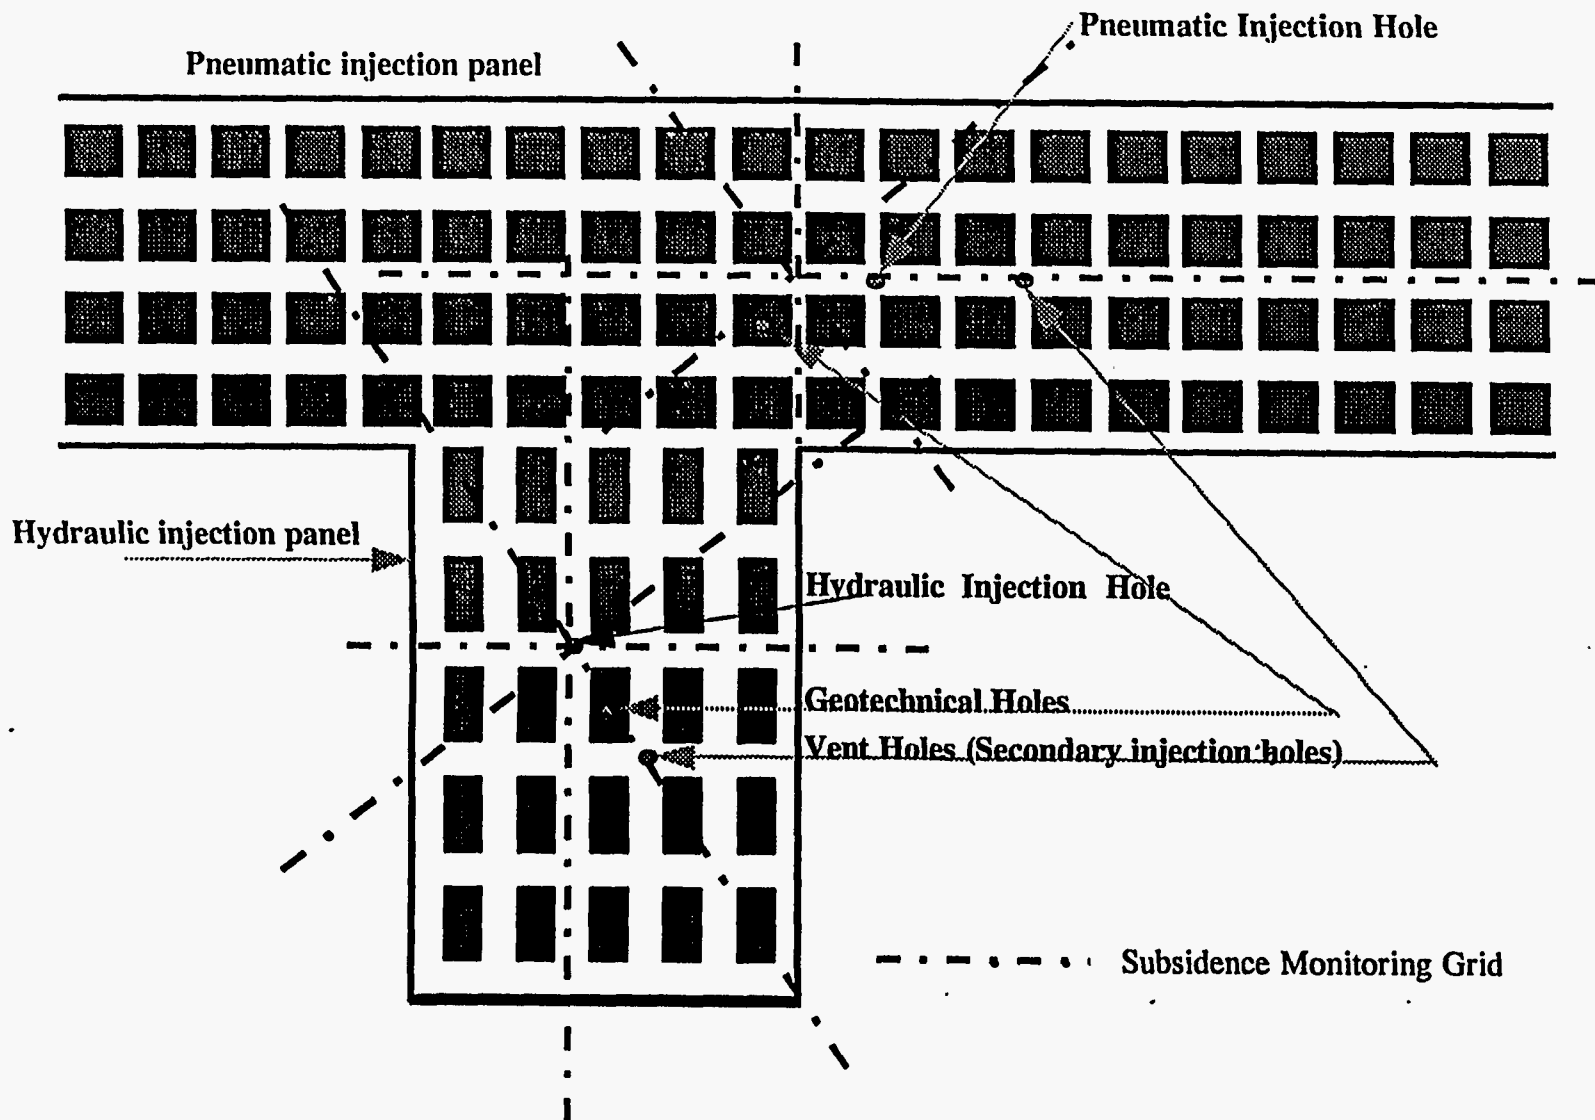 Pneumatic Injection Hole
Pneumatic injection panel
Hydraulic injection panel
Hydraulic Injection Hole
Geotechnical Holes
Vent Holes (Secondary injection holes)
Subsidence Monitoring Grid